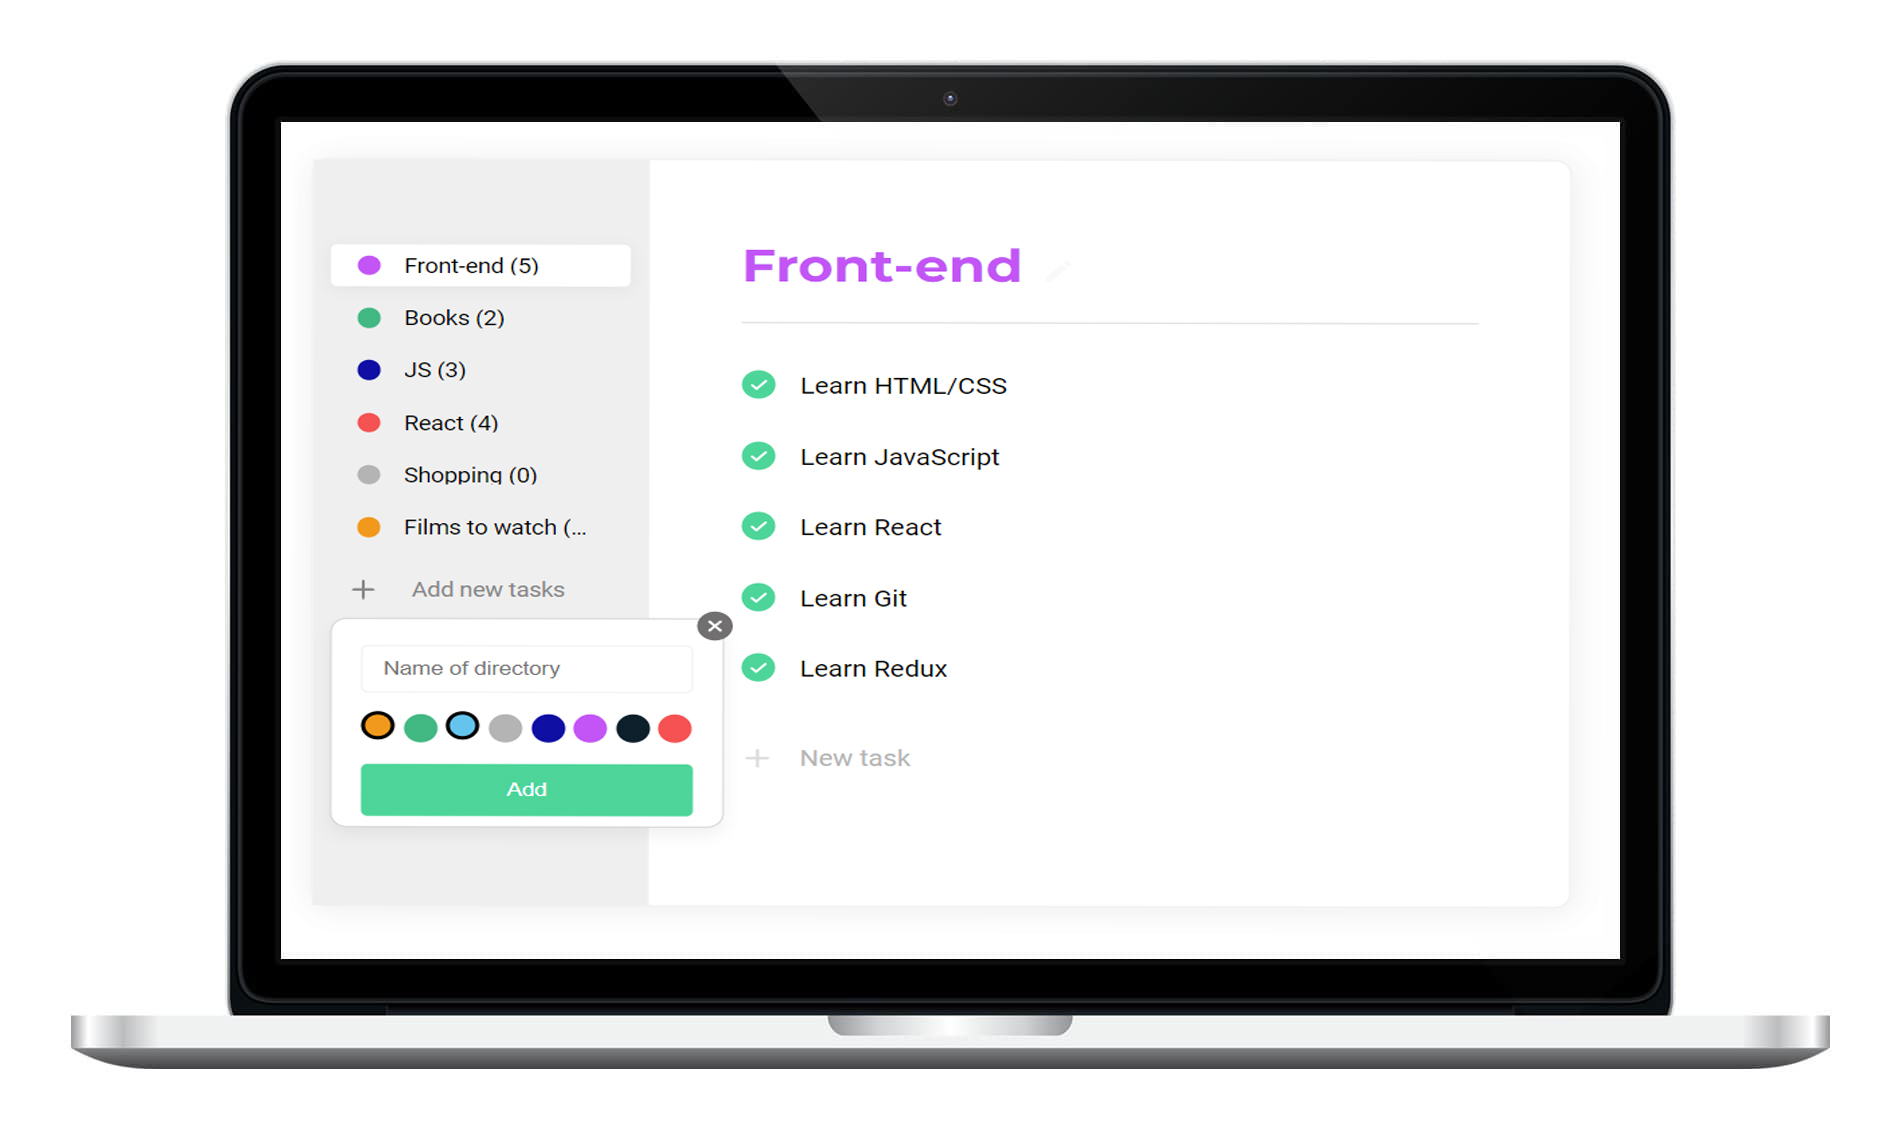 Front-end (5)
Books (2)
JS (3)
React (4)
Shopping (0)
Films to watch (...
Add new tasks
Name of directory
Add
Front-end
Learn HTML/CSS
Learn JavaScript
Learn React
Learn Git
Learn Redux
New task